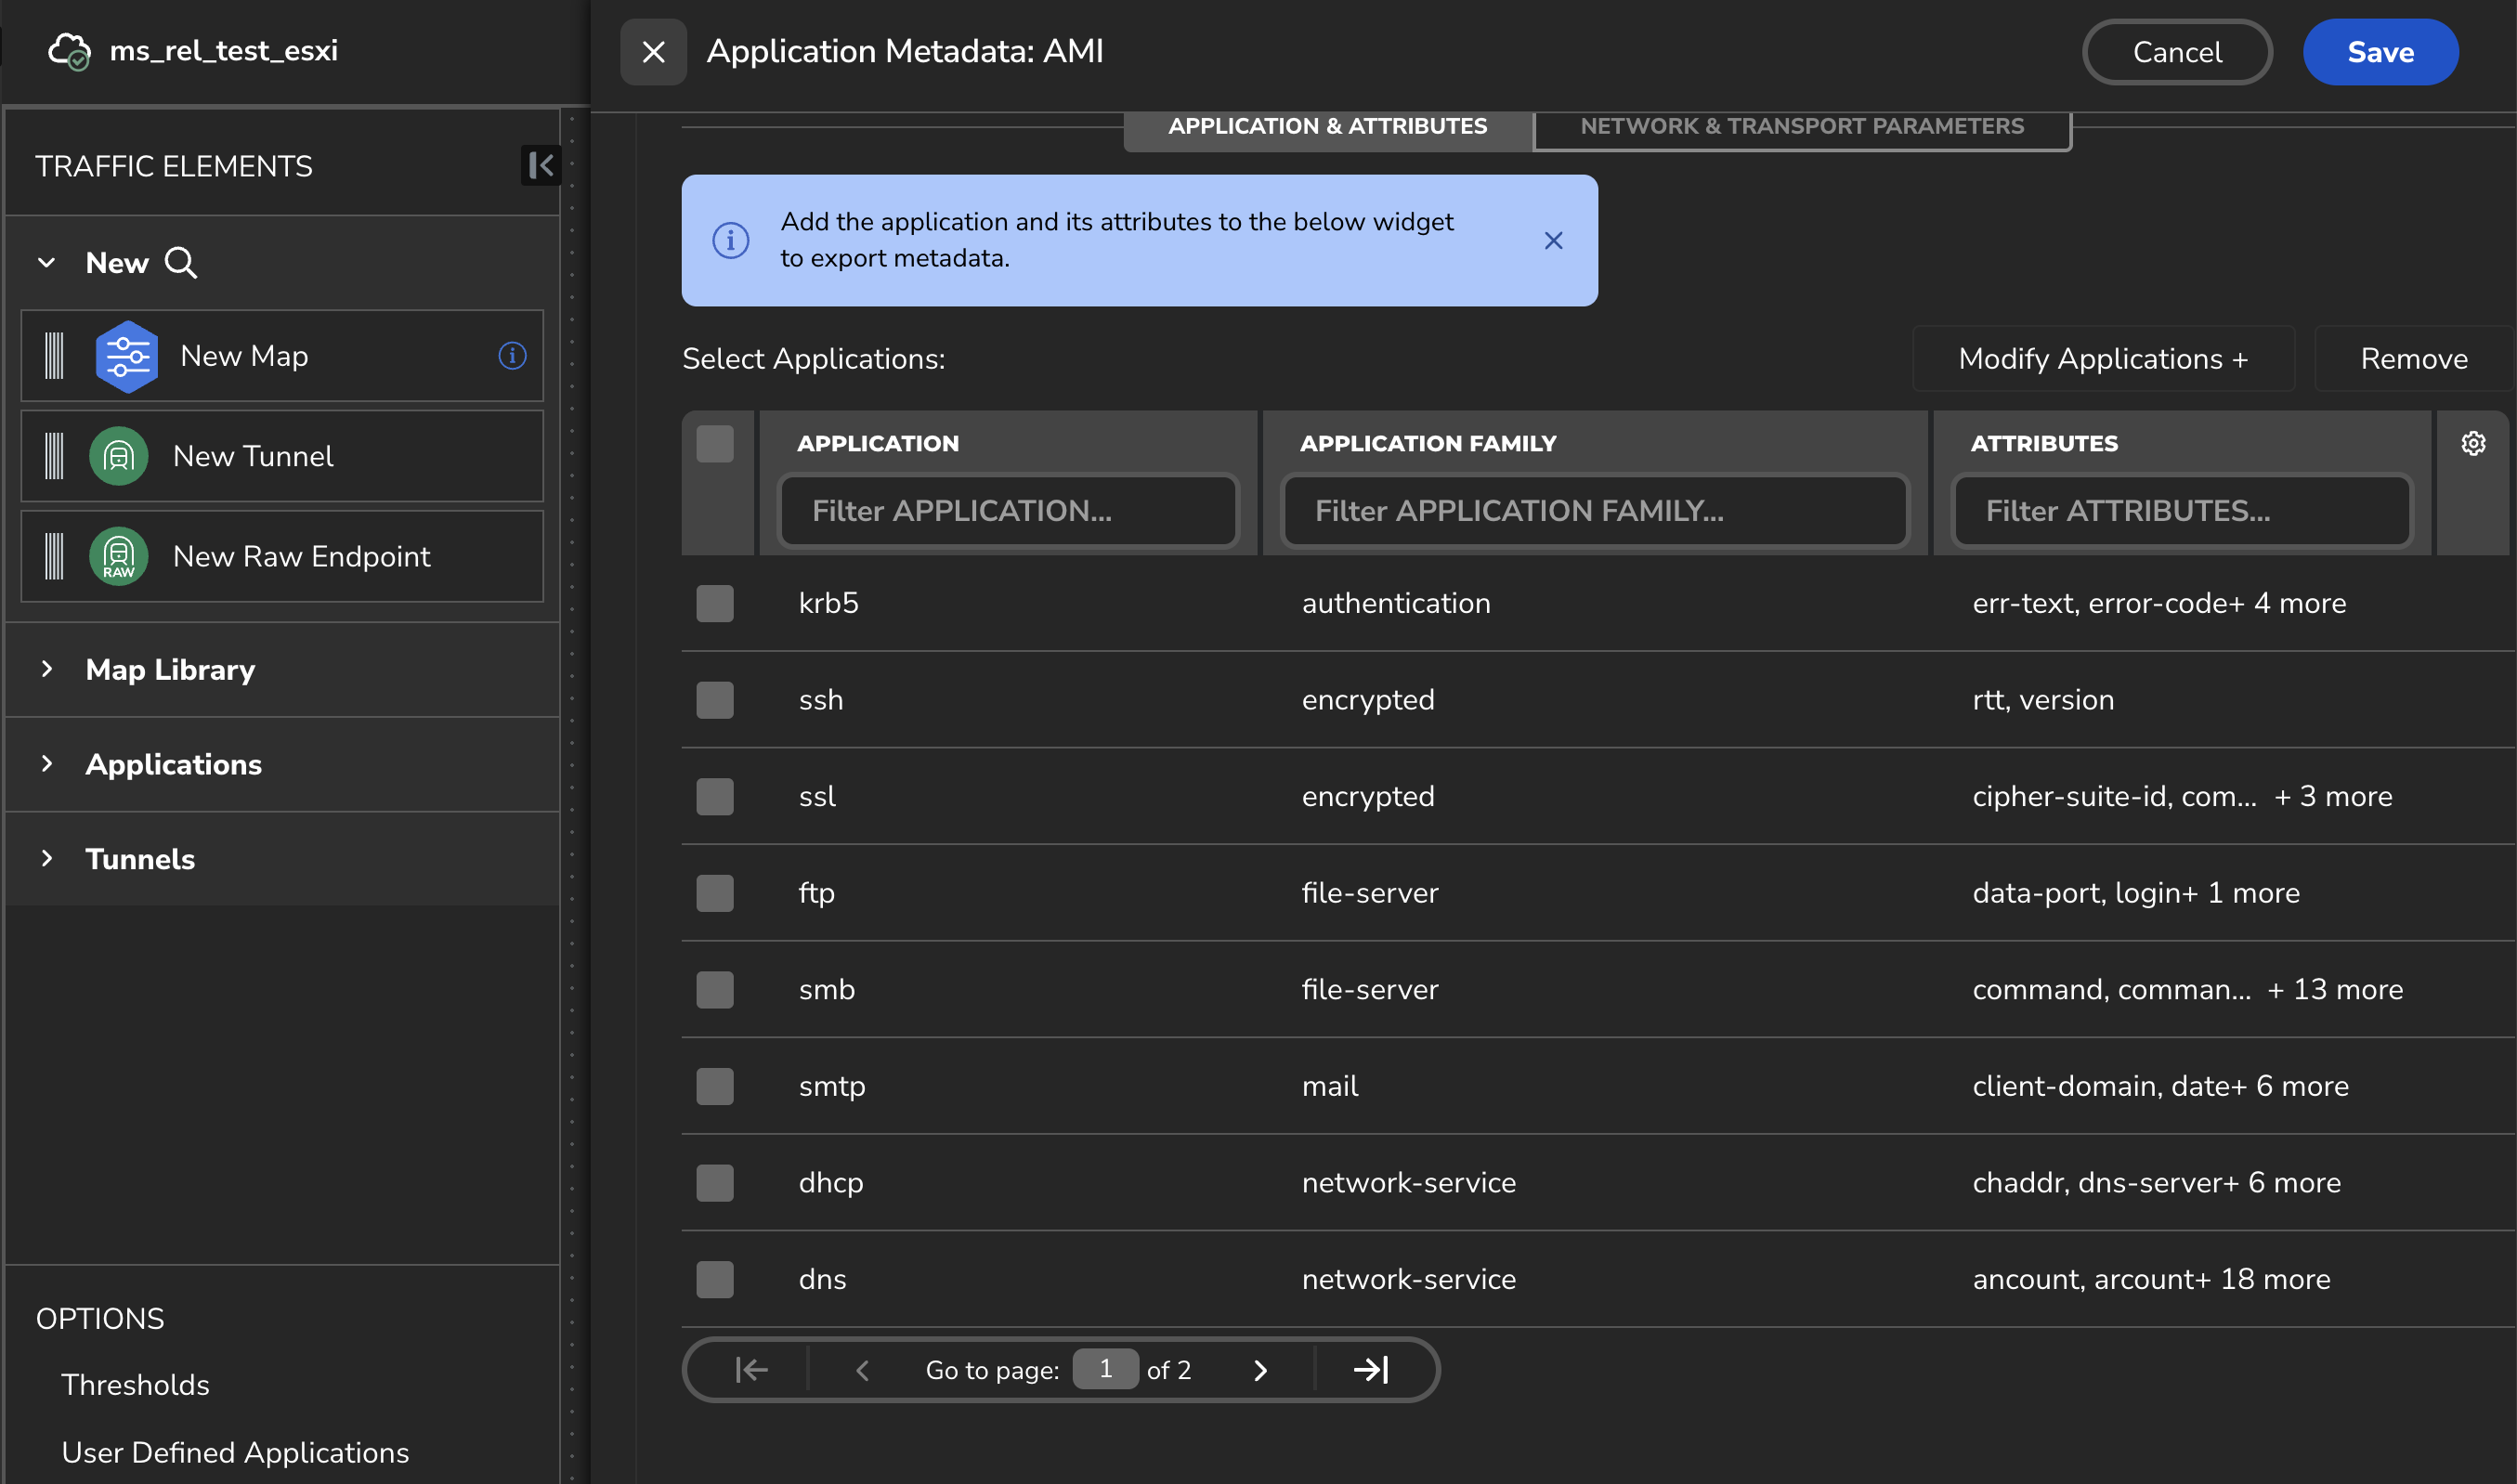 ms_rel_test_esxi
Application Metadata: AMI
Cancel
Save
TRAFFIC ELEMENTS
New
New Map
New Tunnel
RAW
New Raw Endpoint
Map Library
Applications
Tunnels
OPTIONS
Thresholds
User Defined Applications
APPLICATION & ATTRIBUTES
NETWORK & TRANSPORT PARAMETERS
Add the application and its attributes to the below widget
to export metadata.
Select Applications:
Modify Applications +
Remove
APPLICATION
APPLICATION FAMILY
ATTRIBUTES
Filter APPLICATION...
Filter APPLICATION FAMILY...
Filter ATTRIBUTES...
krb5 authentication err-text, error-code+ 4 more
ssh encrypted rtt, version
ssl encrypted cipher-suite-id, com... + 3 more
ftp file-server data-port, login+ 1 more
smb file-server command, comman... + 13 more
smtp mail client-domain, date+ 6 more
dhcp network-service chaddr, dns-server+ 6 more
dns network-service ancount, arcount+ 18 more
Go to page: 1 of 2